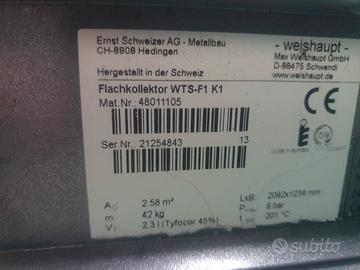 Ernst Schweizer AG - Metallbau
CH-8908 Hedingen
- weishaupt -
Max Weishaupt GmbH
D-88475 Schwendi
www.weishaupt.de
Hergestellt in der Schweiz
Flachkollektor WTS-F1 K1
Mat.Nr.: 48011105
Ser.Nr.: 21254843 13
CE
A 2.58 m²
m: 42 kg
V 2.3 l (Tyfocor 45%)
LxB: 2092x1234 mm
P max 6 bar
t 201 °C
subito